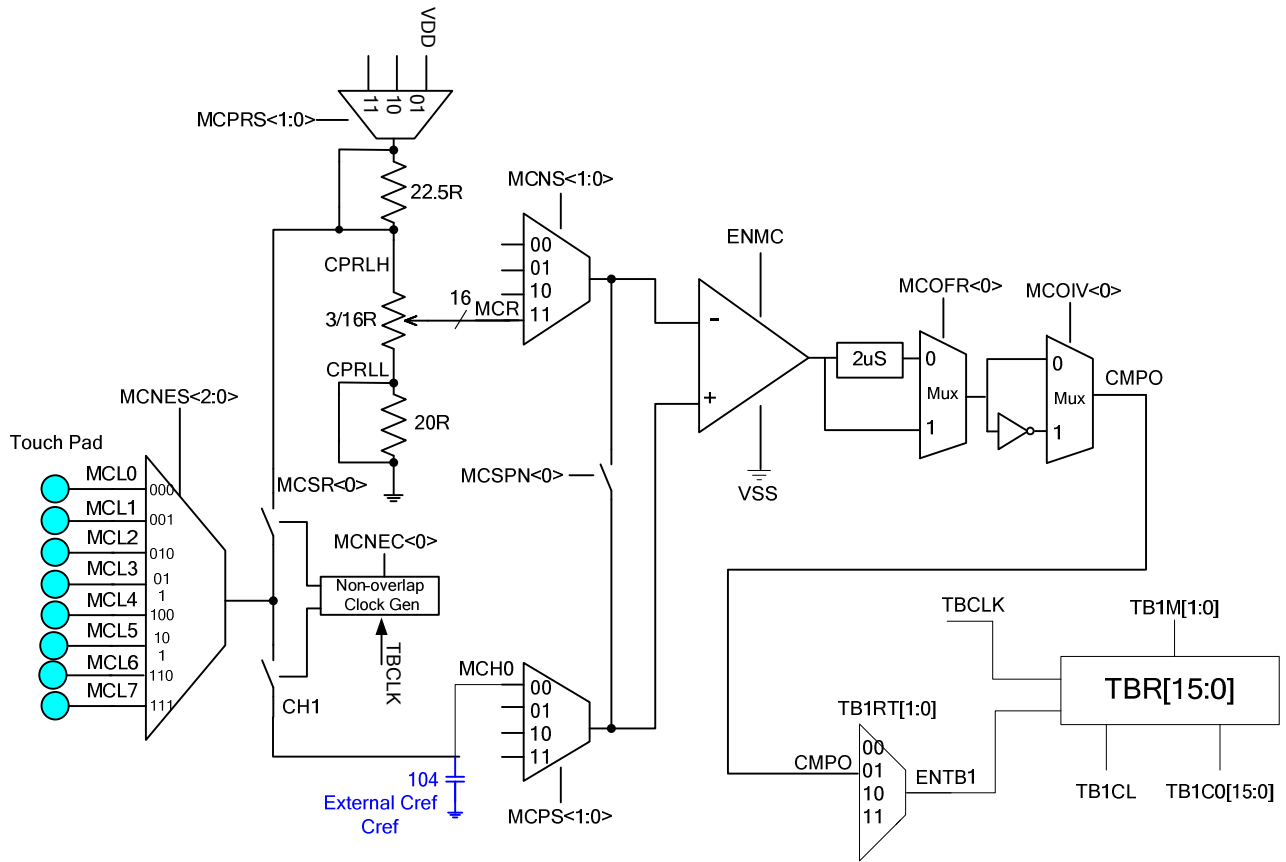 VDD
11
10
01
MCPRS<1:0>
22.5R
CPRLH
3/16R
16
MCR
CPRLL
20R
MCNS<1:0>
00
01
10
11
ENMC
-
+
VSS
2uS
MCOFR<0>
0
Mux
1
MCOIV<0>
0
Mux
1
CMPO
MCNES<2:0>
Touch Pad
MCL0
000
MCL1
001
MCL2
010
MCL3
01
1
MCL4
100
MCL5
10
1
MCL6
110
MCL7
111
MCSR<0>
MCNEC<0>
Non-overlap
Clock Gen
TBCLK
CH1
MCSPN<0>
MCH0
00
01
10
11
MCPS<1:0>
104
External Cref
Cref
TBCLK
TB1M[1:0]
TBR[15:0]
TB1CL
TB1C0[15:0]
TB1RT[1:0]
00
CMPO
01
10
11
ENTB1